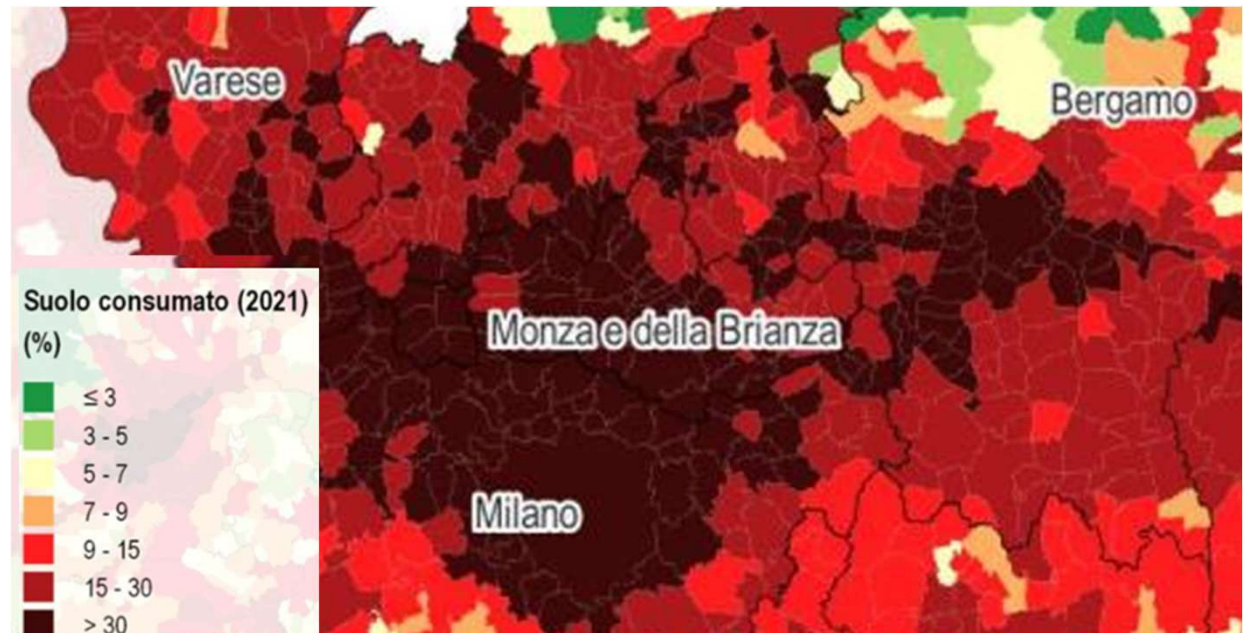 Varese
Bergamo
Suolo consumato (2021)
(%)
≤ 3
3 - 5
5 - 7
7 - 9
9 - 15
15 - 30
> 30
Monza e della Brianza
Milano